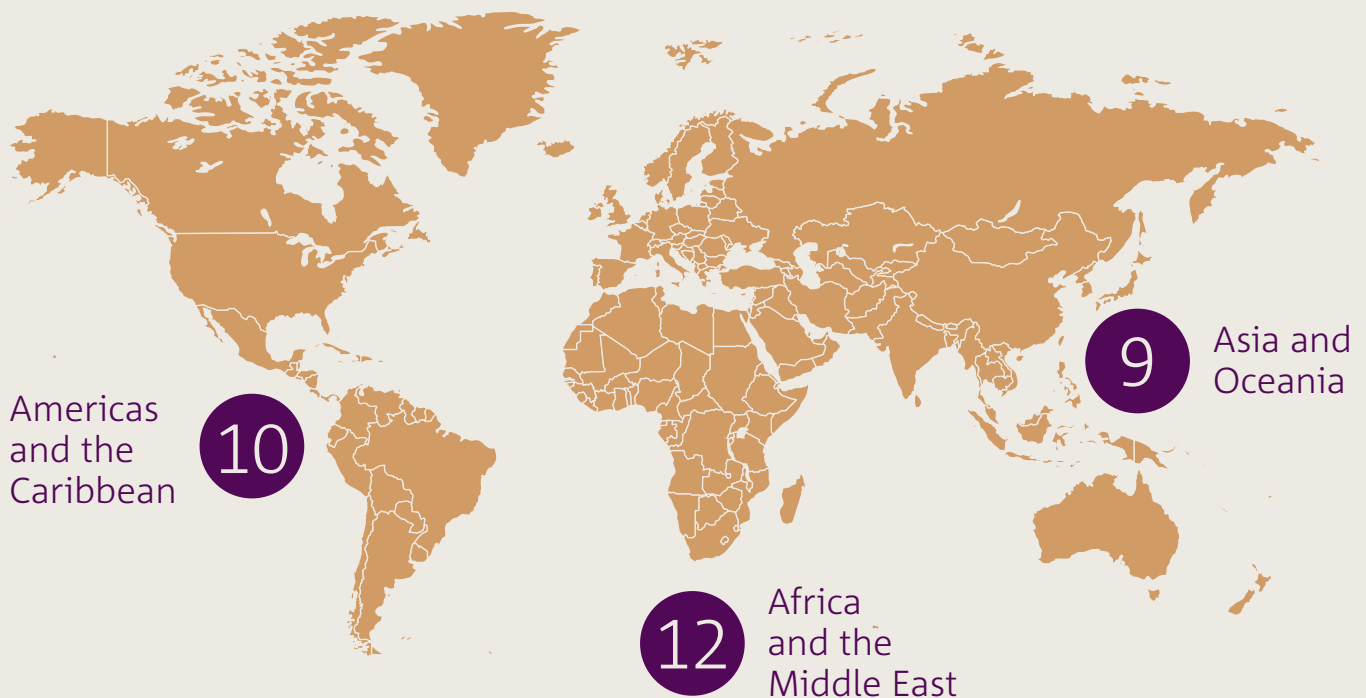 Americas
and the
Caribbean
10
9
Asia and
Oceania
12
Africa
and the
Middle East